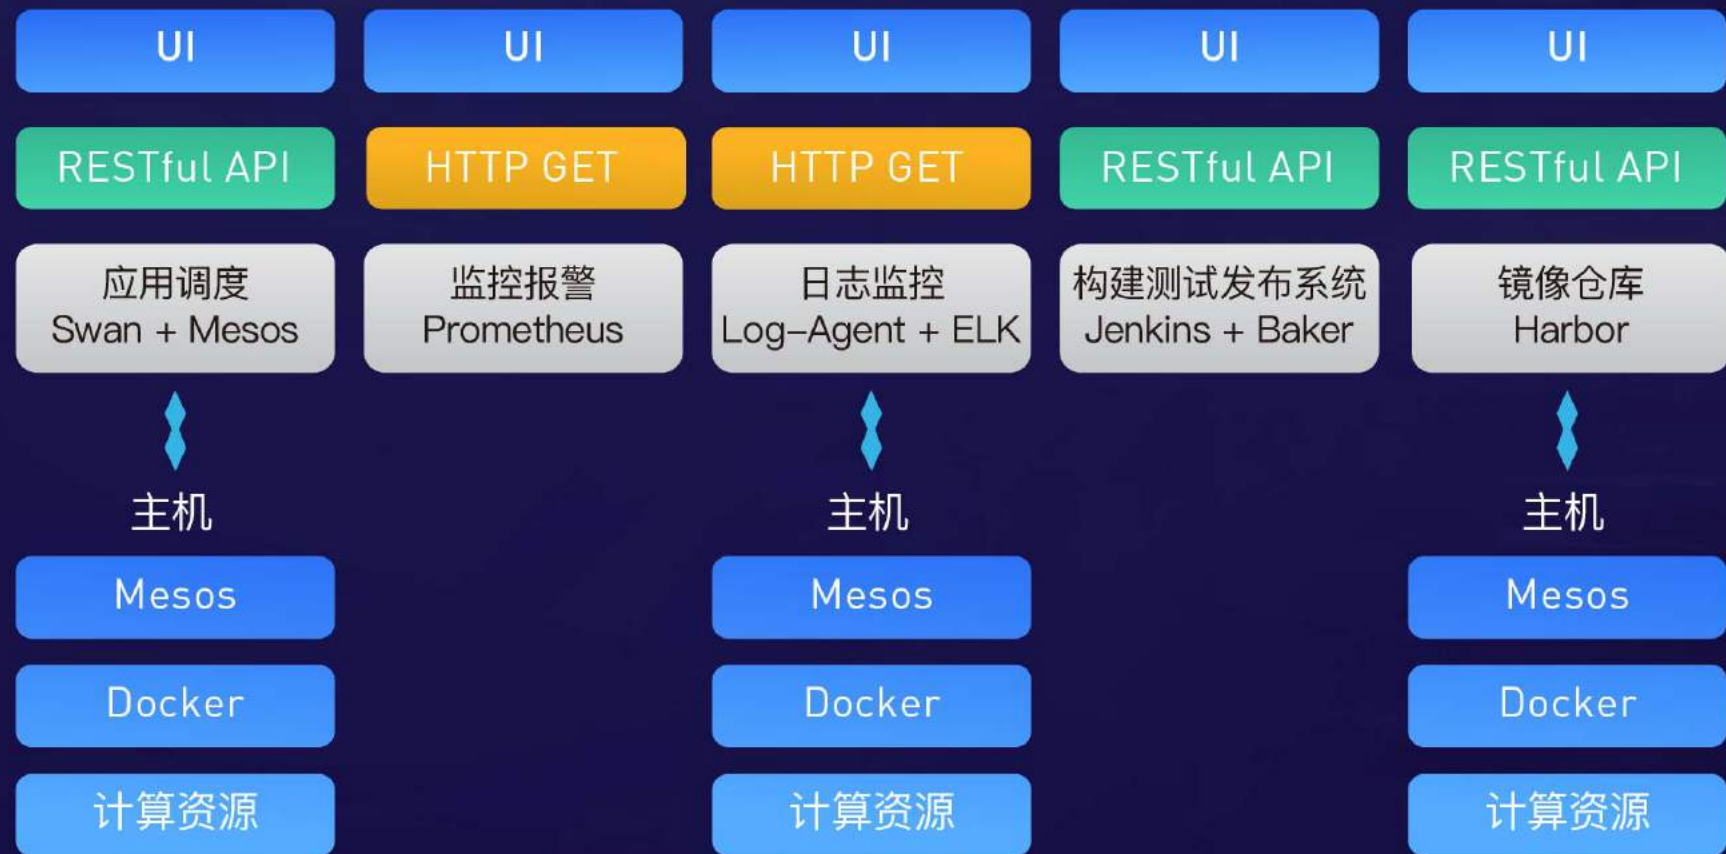 UI
UI
UI
UI
UI
RESTful API
HTTP GET
HTTP GET
RESTful API
RESTful API
应用调度
Swan + Mesos
监控报警
Prometheus
日志监控
Log-Agent + ELK
构建测试发布系统
Jenkins + Baker
镜像仓库
Harbor
主机
主机
主机
Mesos
Mesos
Mesos
Docker
Docker
Docker
计算资源
计算资源
计算资源